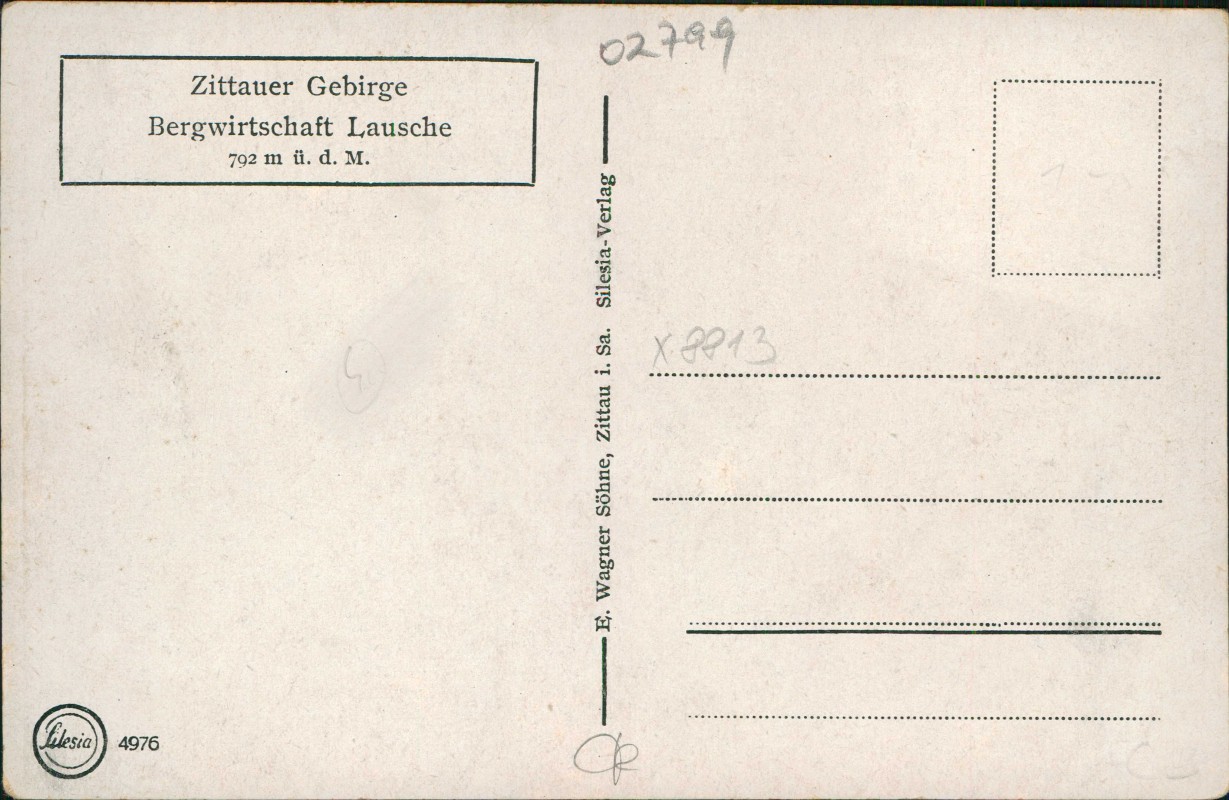 Zittauer Gebirge
Bergwirtschaft Lausche
792 m ü. d. M.
02799
E. Wagner Söhne, Zittau i. Sa. Silesia-Verlag
X 8813
Silesia
4976